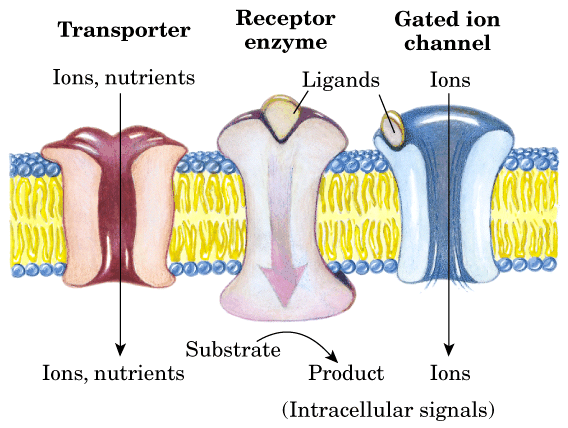 Transporter
Receptor
enzyme
Gated ion
channel
Ions, nutrients
Ligands
Ions
Substrate
Ions, nutrients
Product
Ions
(Intracellular signals)